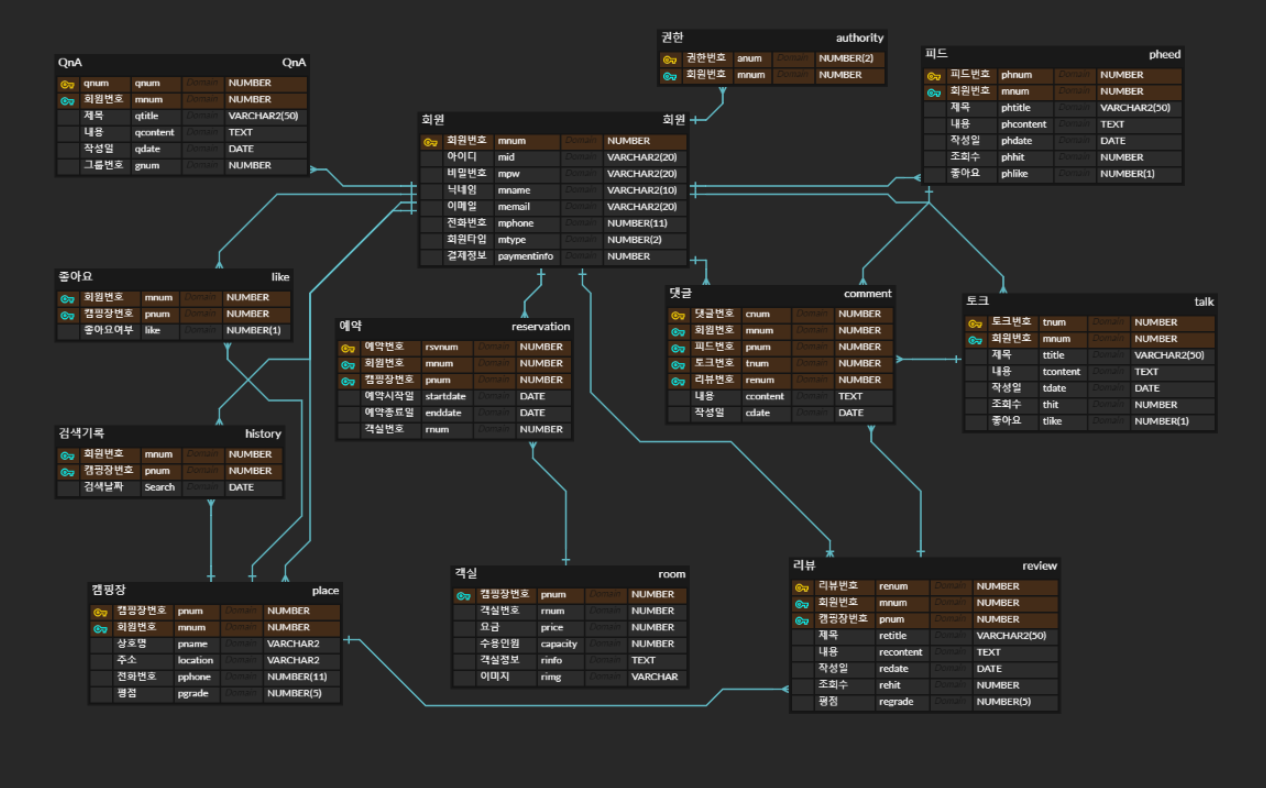 QnA QnA
qnum qnum Domain NUMBER
회원번호 mnum Domain NUMBER
제목 qtitle Domain VARCHAR2(50)
내용 qcontent Domain TEXT
작성일 qdate Domain DATE
그룹번호 gnum Domain NUMBER
권한 authority
권한번호 anum Domain NUMBER(2)
회원번호 mnum Domain NUMBER
피드 pheed
피드번호 phnum Domain NUMBER
회원번호 mnum Domain NUMBER
제목 phtitle Domain VARCHAR2(50)
내용 phcontent Domain TEXT
작성일 phdate Domain DATE
조회수 phhit Domain NUMBER
좋아요 phlike Domain NUMBER(1)
회원 회원
회원번호 mnum Domain NUMBER
아이디 mid Domain VARCHAR2(20)
비밀번호 mpw Domain VARCHAR2(20)
닉네임 mname Domain VARCHAR2(10)
이메일 memail Domain VARCHAR2(20)
전화번호 mphone Domain NUMBER(11)
회원타입 mtype Domain NUMBER(2)
결제정보 paymentinfo Domain NUMBER
좋아요 like
회원번호 mnum Domain NUMBER
캠핑장번호 pnum Domain NUMBER
좋아요여부 like Domain NUMBER(1)
예약 reservation
예약번호 rsvnum Domain NUMBER
회원번호 mnum Domain NUMBER
캠핑장번호 pnum Domain NUMBER
예약시작일 startdate Domain DATE
예약종료일 enddate Domain DATE
객실번호 rnum Domain NUMBER
댓글 comment
댓글번호 cnum Domain NUMBER
회원번호 mnum Domain NUMBER
피드번호 pnum Domain NUMBER
토크번호 tnum Domain NUMBER
리뷰번호 renum Domain NUMBER
내용 ccontent Domain TEXT
작성일 cdate Domain DATE
토크 talk
토크번호 tnum Domain NUMBER
회원번호 mnum Domain NUMBER
제목 ttitle Domain VARCHAR2(50)
내용 tcontent Domain TEXT
작성일 tdate Domain DATE
조회수 thit Domain NUMBER
좋아요 tlike Domain NUMBER(1)
검색기록 history
회원번호 mnum Domain NUMBER
캠핑장번호 pnum Domain NUMBER
검색날짜 Search Domain DATE
캠핑장 place
캠핑장번호 pnum Domain NUMBER
회원번호 mnum Domain NUMBER
상호명 pname Domain VARCHAR2
주소 location Domain VARCHAR2
전화번호 pphone Domain NUMBER(11)
평점 pgrade Domain NUMBER(5)
객실 room
캠핑장번호 pnum Domain NUMBER
객실번호 rnum Domain NUMBER
요금 price Domain NUMBER
수용인원 capacity Domain NUMBER
객실정보 rinfo Domain TEXT
이미지 rimg Domain VARCHAR
리뷰 review
리뷰번호 renum Domain NUMBER
회원번호 mnum Domain NUMBER
캠핑장번호 pnum Domain NUMBER
제목 retitle Domain VARCHAR2(50)
내용 recontent Domain TEXT
작성일 redate Domain DATE
조회수 rehit Domain NUMBER
평점 regrade Domain NUMBER(5)